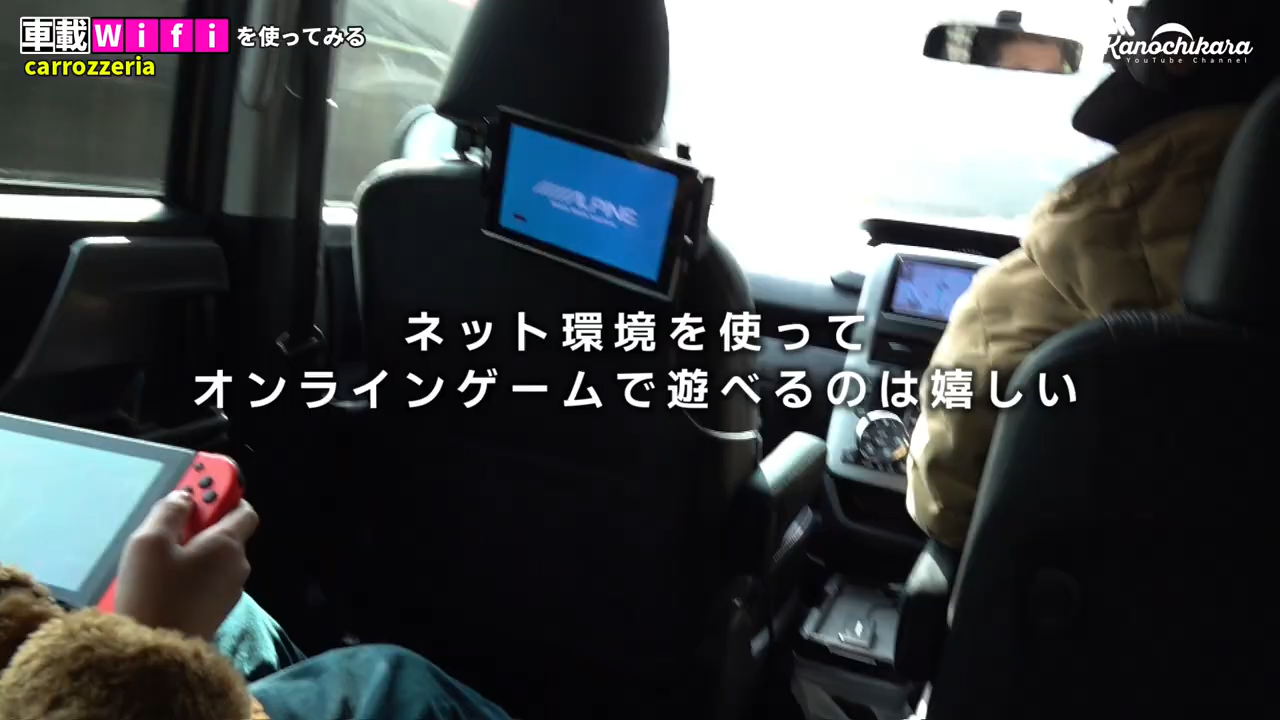 車載Wifiを使ってみる
carrozzeria
Kanochikara
YouTube Channel
ALPINE
ネット環境を使って
オンラインゲームで遊べるのは嬉しい